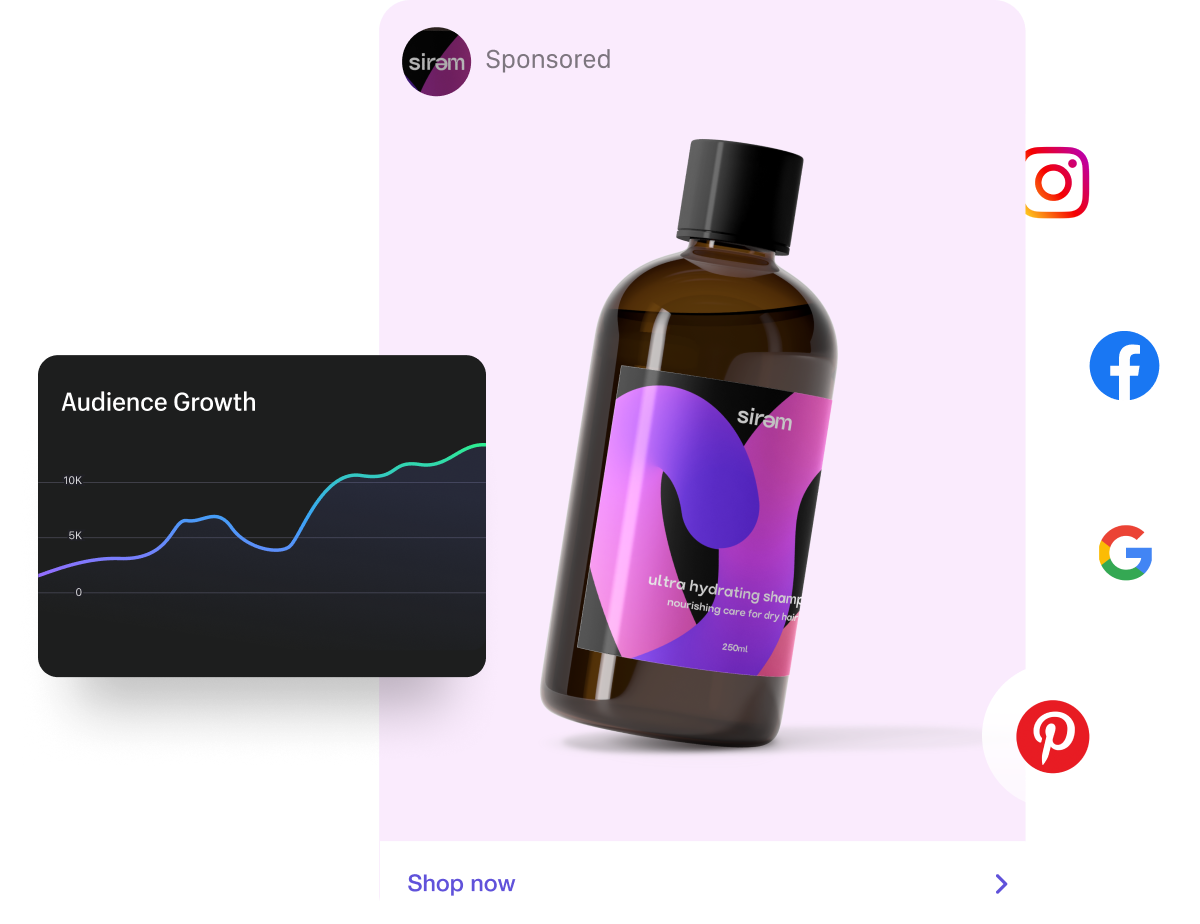 sirəm
Sponsored
Audience Growth
10K
5K
0
sirəm
ultra hydrating shamp
nourishing care for dry hair
250ml
Shop now